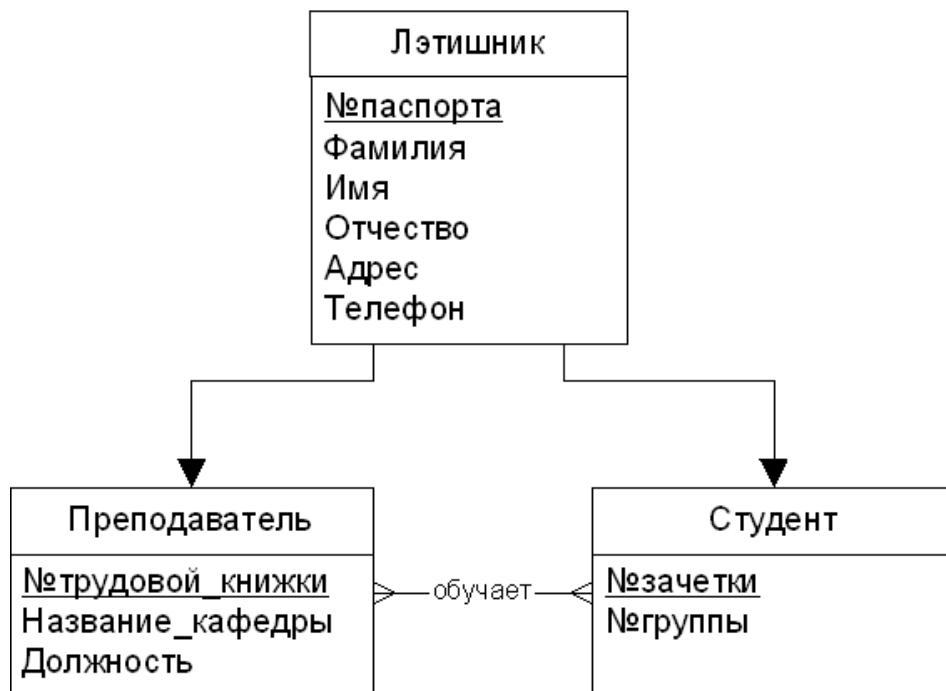 Лэтишник
№паспорта
Фамилия
Имя
Отчество
Адрес
Телефон
Преподаватель
№трудовой_книжки
Название_кафедры
Должность
обучает
Студент
№зачетки
№группы